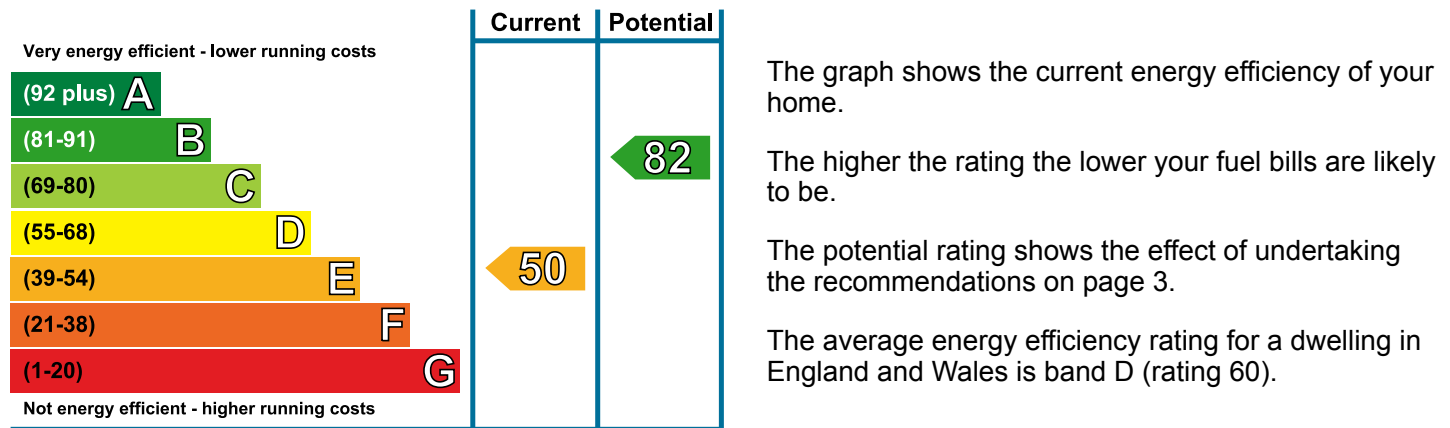 Current Potential
Very energy efficient - lower running costs
(92 plus) A
(81-91) B
82
(69-80) C
(55-68) D
(39-54) E
50
(21-38) F
(1-20) G
Not energy efficient - higher running costs
The graph shows the current energy efficiency of your
home.
The higher the rating the lower your fuel bills are likely
to be.
The potential rating shows the effect of undertaking
the recommendations on page 3.
The average energy efficiency rating for a dwelling in
England and Wales is band D (rating 60).